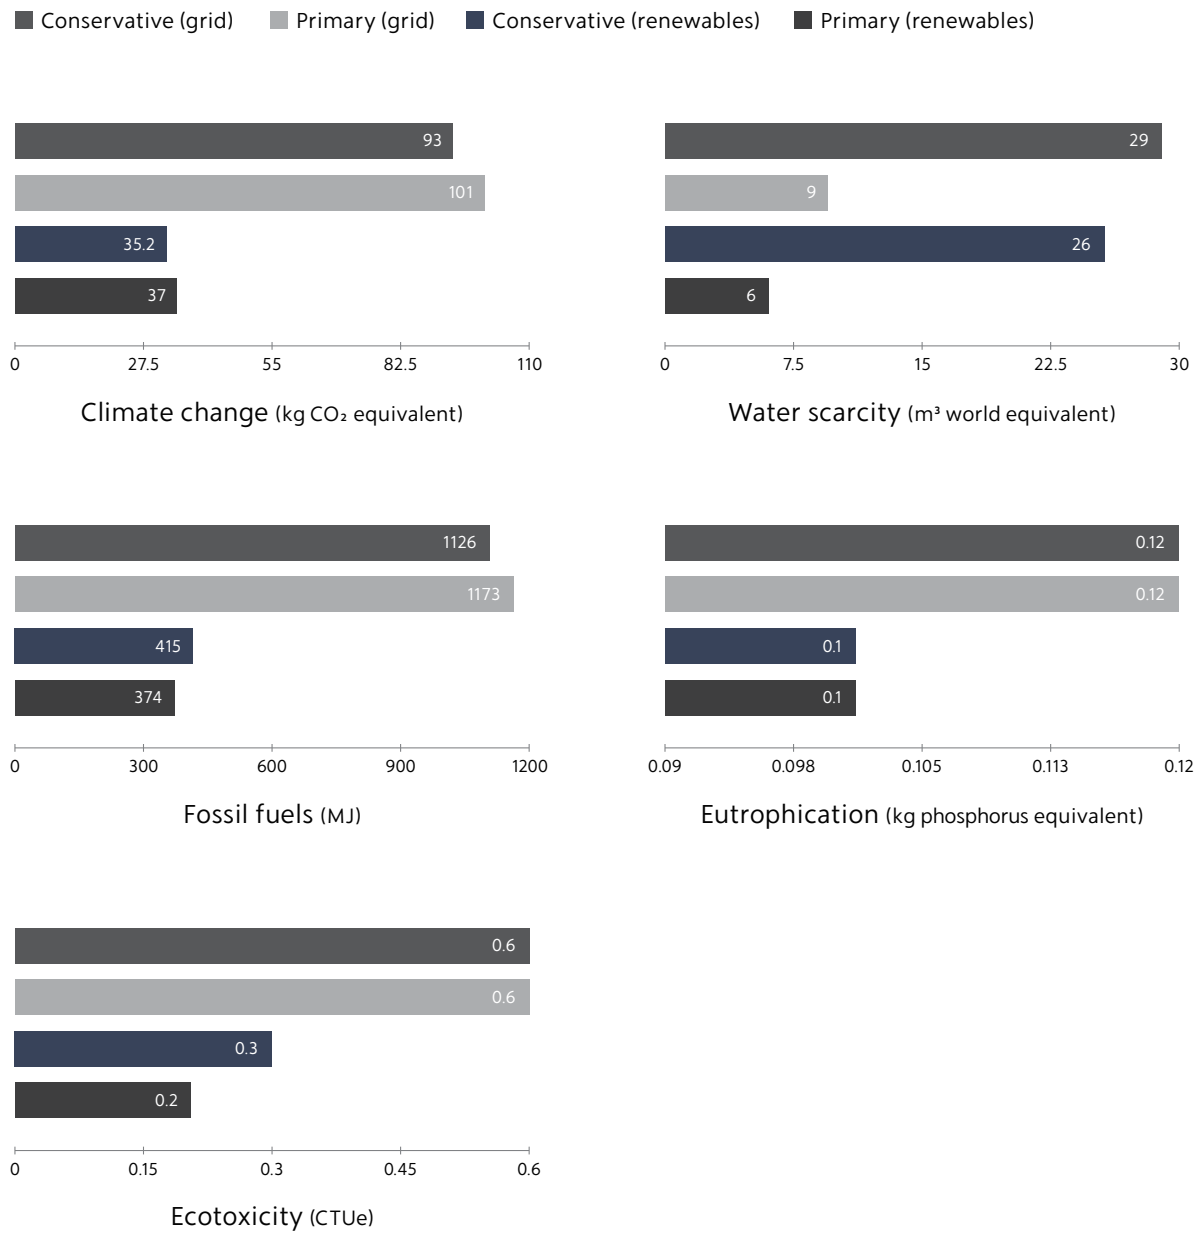 Conservative (grid) Primary (grid) Conservative (renewables) Primary (renewables)
93
101
35.2
37
0 27.5 55 82.5 110
Climate change (kg CO₂ equivalent)
29
9
26
6
0 7.5 15 22.5 30
Water scarcity (m³ world equivalent)
1126
1173
415
374
0 300 600 900 1200
Fossil fuels (MJ)
0.12
0.12
0.1
0.1
0.09 0.098 0.105 0.113 0.12
Eutrophication (kg phosphorus equivalent)
0.6
0.6
0.3
0.2
0 0.15 0.3 0.45 0.6
Ecotoxicity (CTUe)